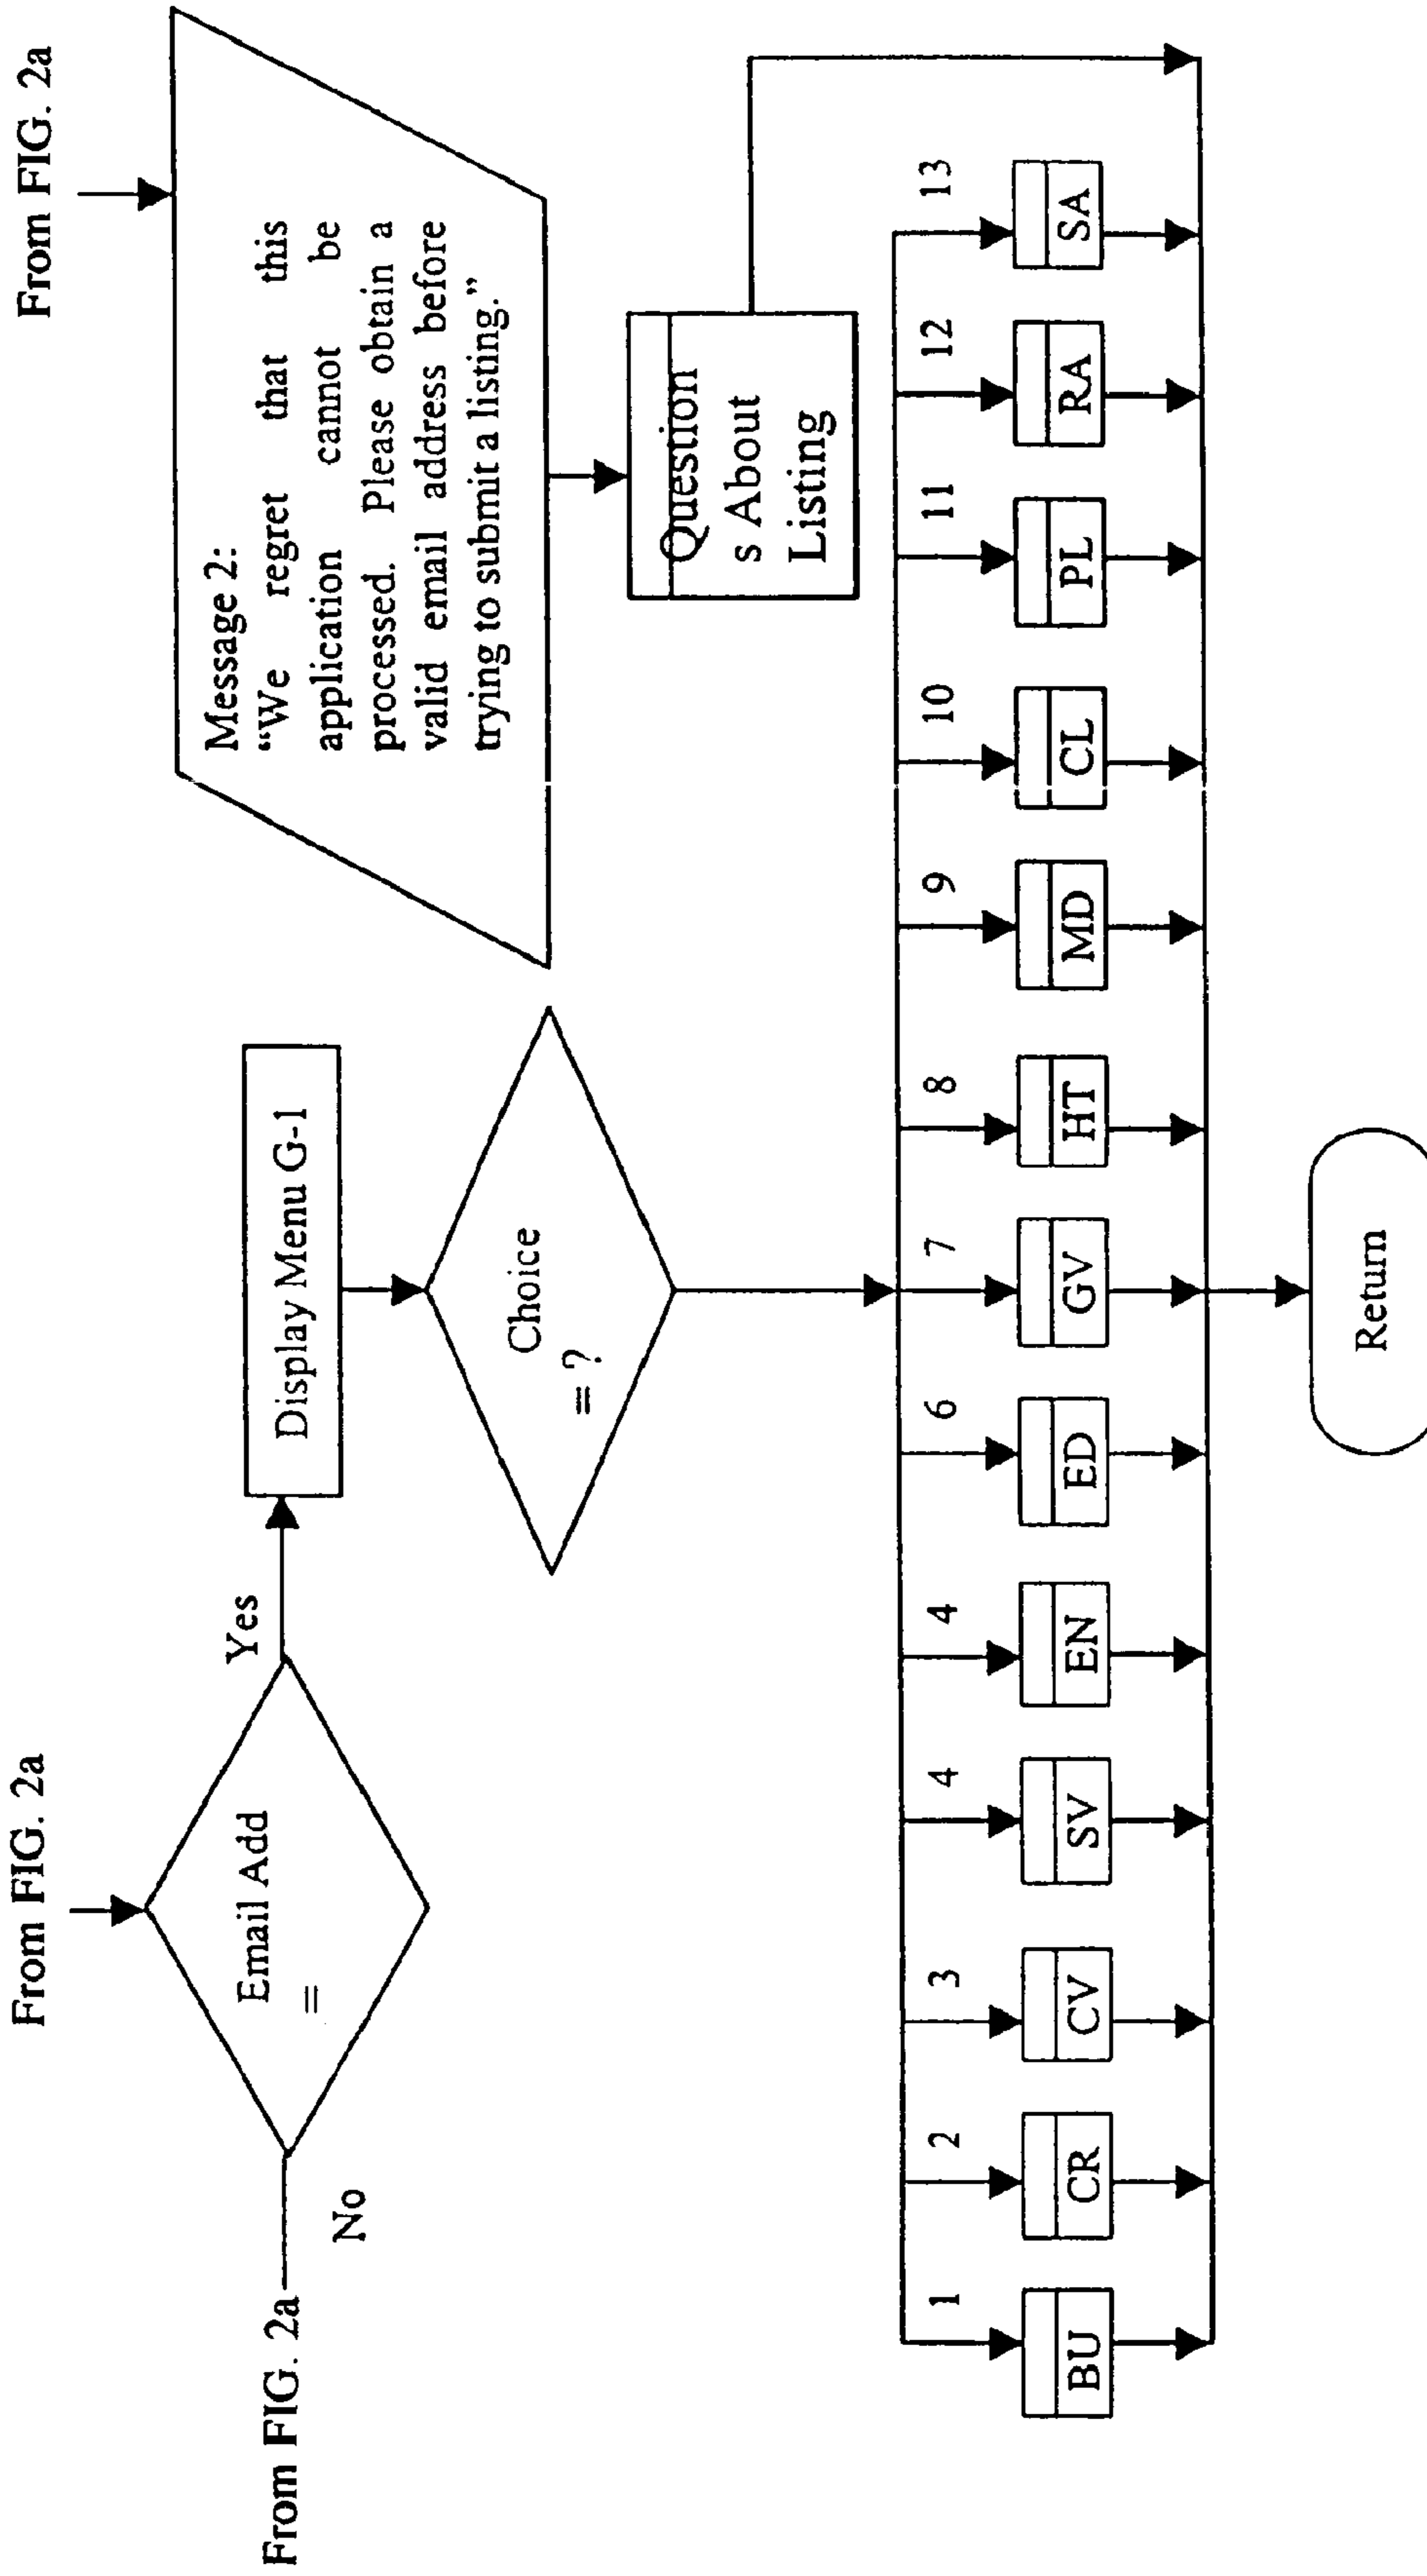 From FIG. 2a
From FIG. 2a
Email Add
=
Yes
No
From FIG. 2a
Display Menu G-1
Choice
= ?
Message 2:
“We regret that this
application cannot be
processed. Please obtain a
valid email address before
trying to submit a listing.”
Question
s About
Listing
1 2 3 4 4 6 7 8 9 10 11 12 13
BU CR CV SV EN ED GV HT MD CL PL RA SA
Return